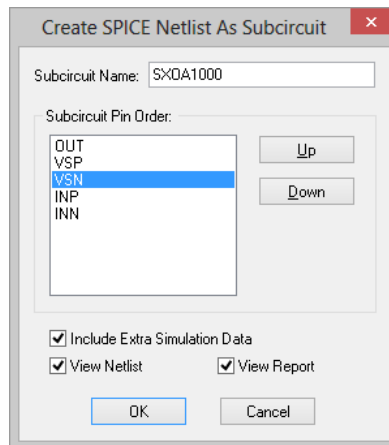 Create SPICE Netlist As Subcircuit
×
Subcircuit Name: SXOA1000
Subcircuit Pin Order:
OUT
VSP
VSN
INP
INN
Up
Down
Include Extra Simulation Data
View Netlist
View Report
OK
Cancel